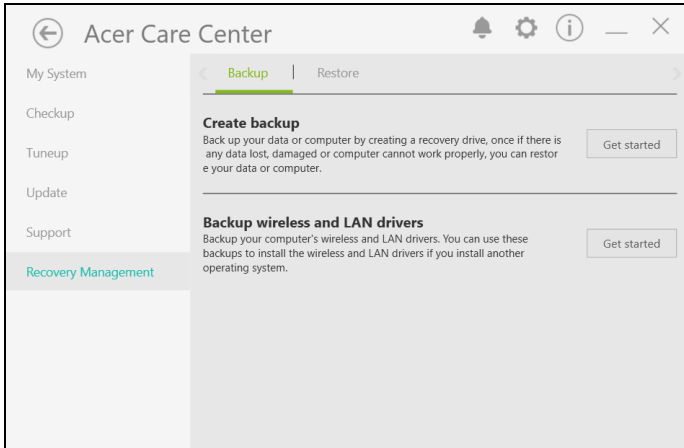 Acer Care Center
My System
Checkup
Tuneup
Update
Support
Recovery Management
Backup | Restore
Create backup
Back up your data or computer by creating a recovery drive, once if there is
any data lost, damaged or computer cannot work properly, you can restor
e your data or computer.
Get started
Backup wireless and LAN drivers
Backup your computer's wireless and LAN drivers. You can use these
backups to install the wireless and LAN drivers if you install another
operating system.
Get started